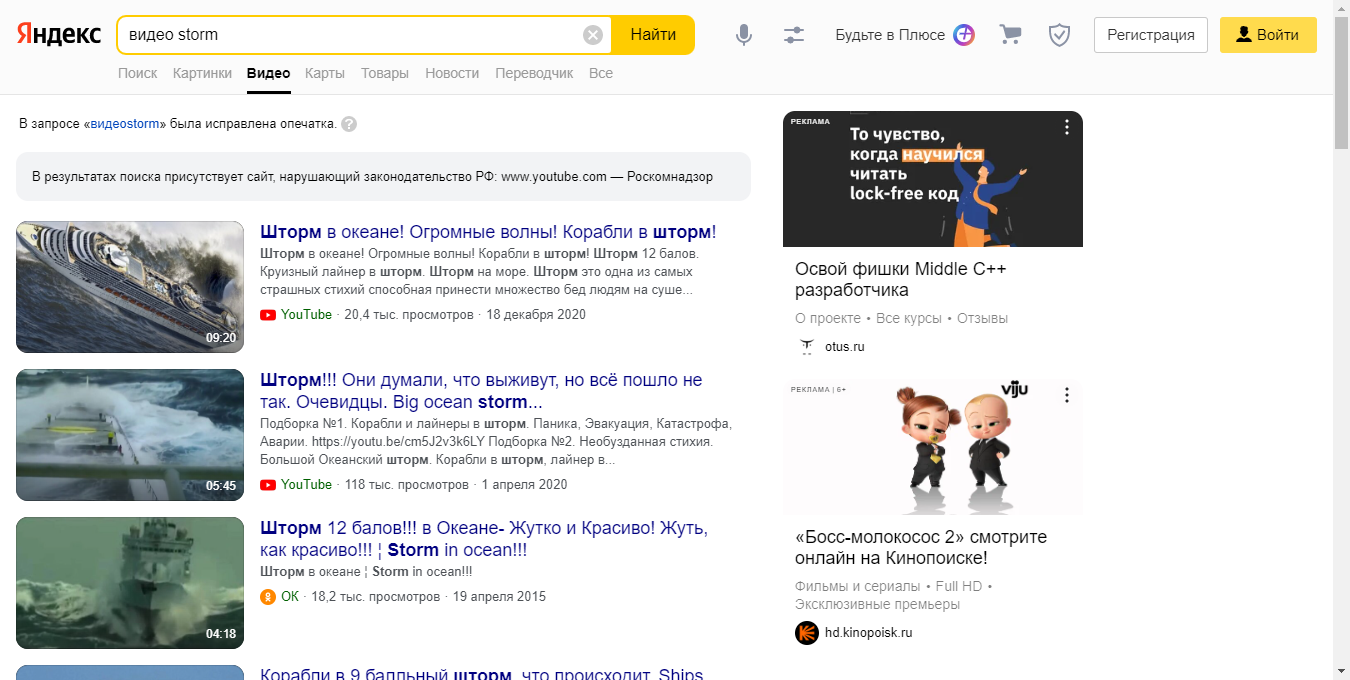 Яндекс
видео storm
Найти
Будьте в Плюсе
Регистрация
Войти
Поиск Картинки Видео Карты Товары Новости Переводчик Все
В запросе «видеоstorm» была исправлена опечатка. ?
В результатах поиска присутствует сайт, нарушающий законодательство РФ: www.youtube.com — Роскомнадзор
09:20
Шторм в океане! Огромные волны! Корабли в шторм!
Шторм в океане! Огромные волны! Корабли в шторм! Шторм 12 балов.
Круизный лайнер в шторм. Шторм на море. Шторм это одна из самых
страшных стихий способная принести множество бед людям на суше...
YouTube · 20,4 тыс. просмотров · 18 декабря 2020
05:45
Шторм!!! Они думали, что выживут, но всё пошло не
так. Очевидцы. Big ocean storm...
Подборка №1. Корабли и лайнеры в шторм. Паника, Эвакуация, Катастрофа,
Аварии. https://youtu.be/cm5J2v3k6LY Подборка №2. Необузданная стихия.
Большой Океанский шторм. Корабли в шторм, лайнер в...
YouTube · 118 тыс. просмотров · 1 апреля 2020
04:18
Шторм 12 балов!!! в Океане- Жутко и Красиво! Жуть,
как красиво!!! ¦ Storm in ocean!!!
Шторм в океане ¦ Storm in ocean!!!
ОК · 18,2 тыс. просмотров · 19 апреля 2015
Корабли в 9 балльный шторм, что происходит. Ships
РЕКЛАМА
То чувство,
когда научился
читать
lock-free код
Освой фишки Middle C++
разработчика
О проекте • Все курсы • Отзывы
otus.ru
РЕКЛАМА | 6+
viju
«Босс-молокосос 2» смотрите
онлайн на Кинопоиске!
Фильмы и сериалы • Full HD •
Эксклюзивные премьеры
hd.kinopoisk.ru